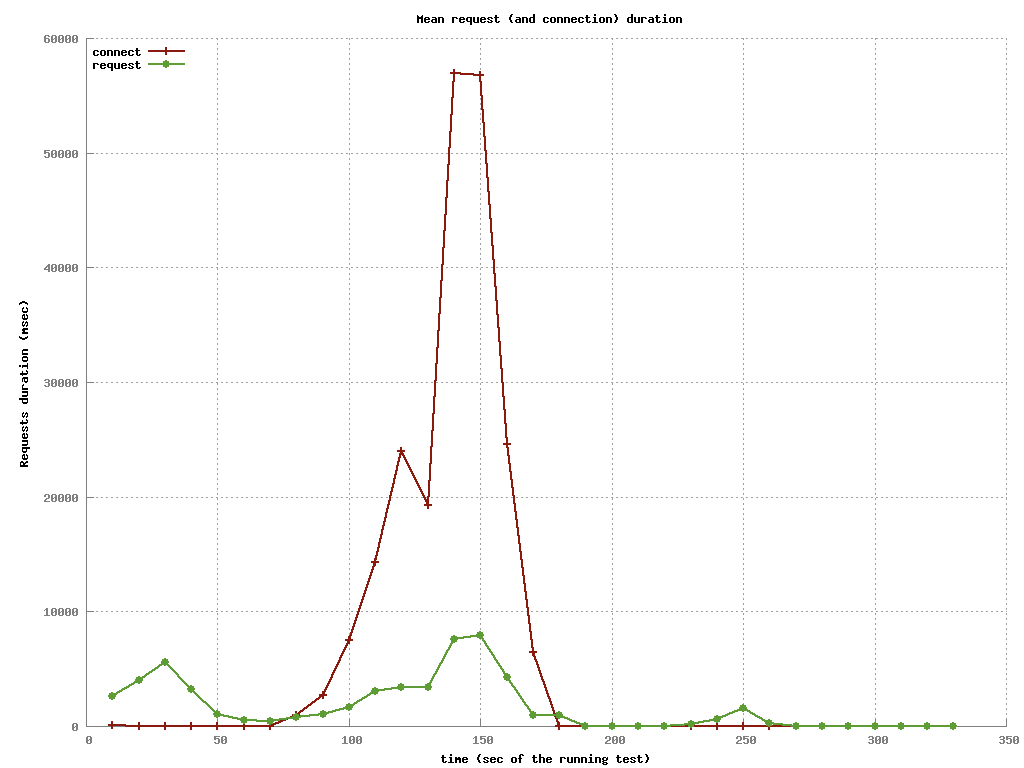 Mean request (and connection) duration
60000
connect
request
50000
40000
30000
20000
10000
0
Requests duration (msec)
0 50 100 150 200 250 300 350
time (sec of the running test)